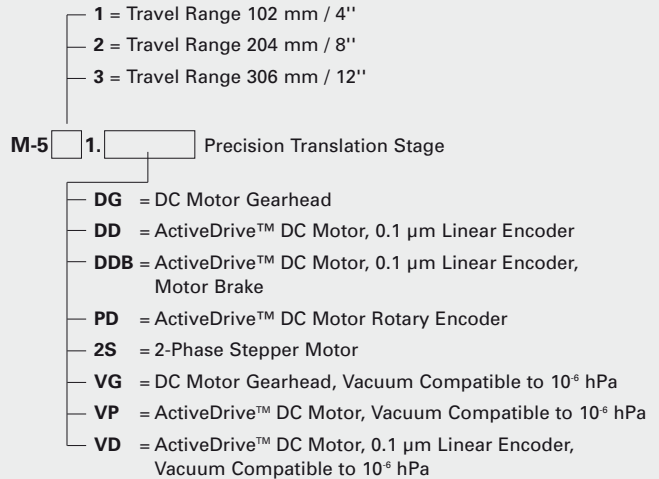 1 = Travel Range 102 mm / 4''
2 = Travel Range 204 mm / 8''
3 = Travel Range 306 mm / 12''
M-5 1. Precision Translation Stage
DG = DC Motor Gearhead
DD = ActiveDrive™ DC Motor, 0.1 µm Linear Encoder
DDB = ActiveDrive™ DC Motor, 0.1 µm Linear Encoder,
Motor Brake
PD = ActiveDrive™ DC Motor Rotary Encoder
2S = 2-Phase Stepper Motor
VG = DC Motor Gearhead, Vacuum Compatible to 10⁻⁶ hPa
VP = ActiveDrive™ DC Motor, Vacuum Compatible to 10⁻⁶ hPa
VD = ActiveDrive™ DC Motor, 0.1 µm Linear Encoder,
Vacuum Compatible to 10⁻⁶ hPa